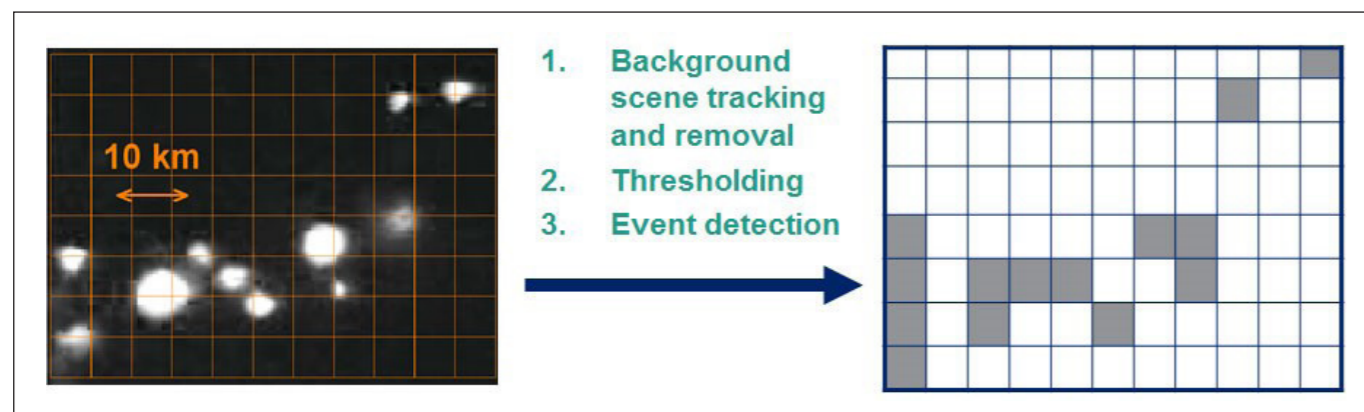 10 km
1. Background
scene tracking
and removal
2. Thresholding
3. Event detection